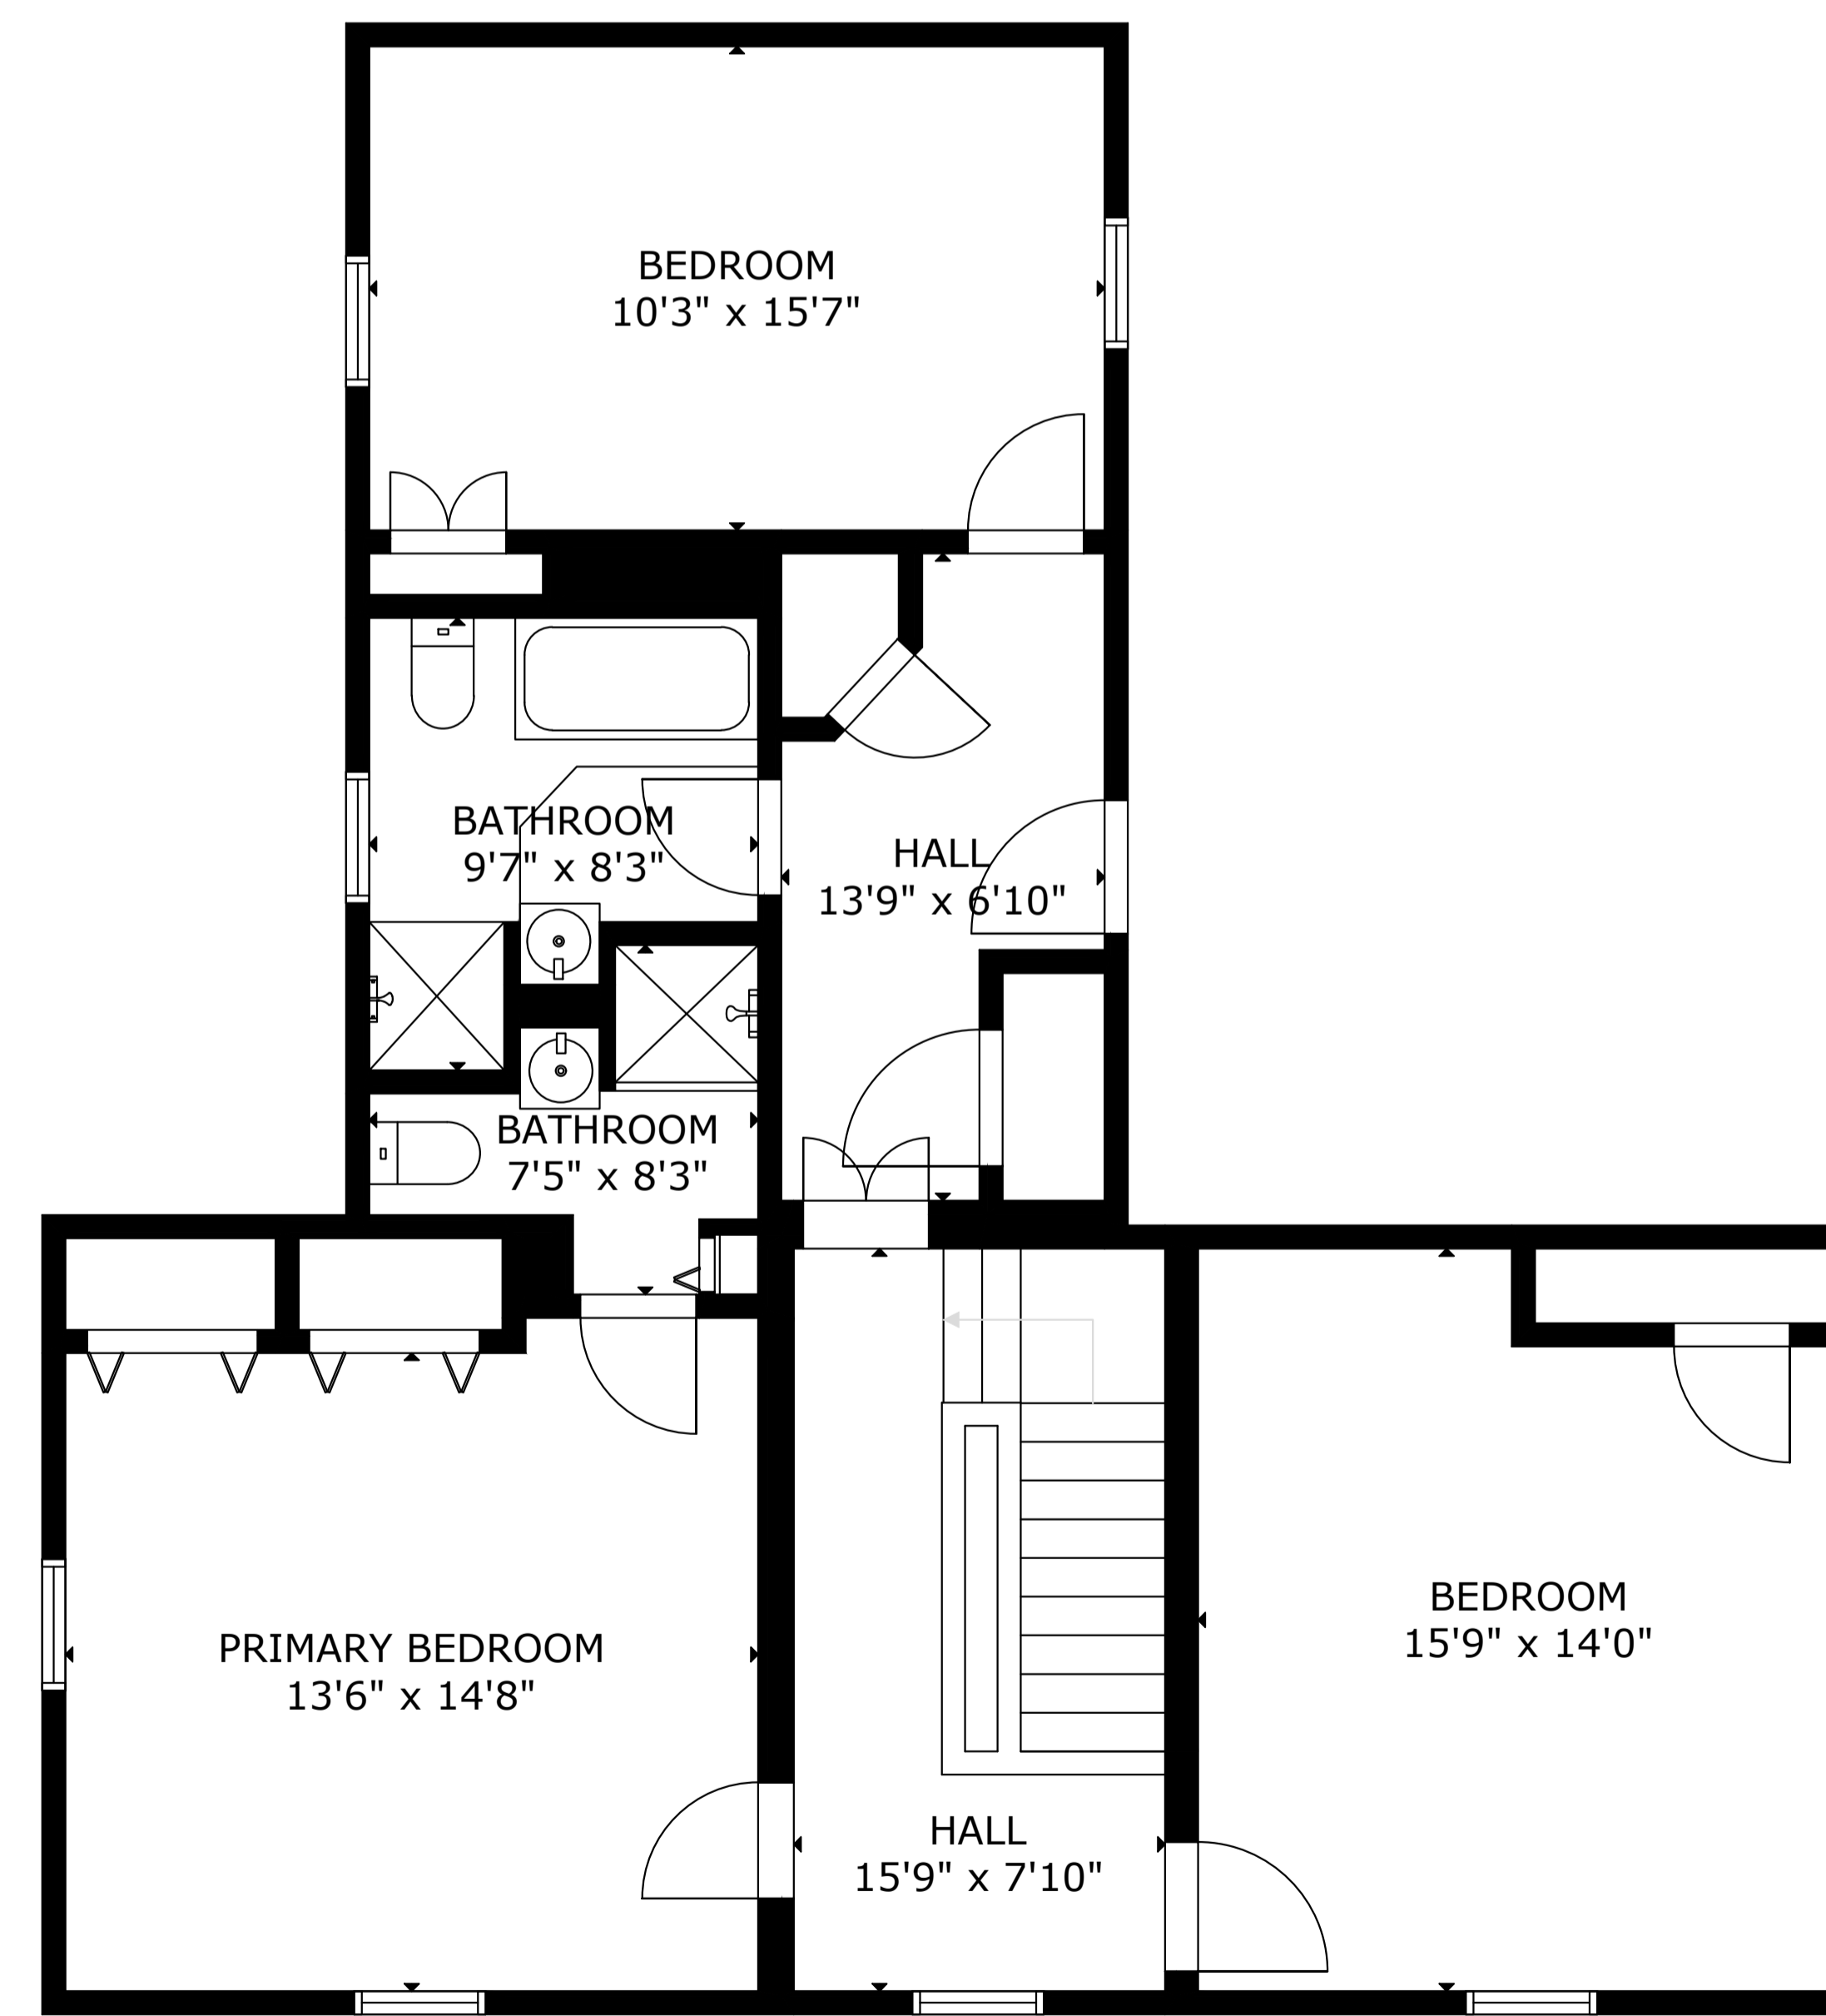 BEDROOM
10'3" x 15'7"
BATHROOM
9'7" x 8'3"
HALL
13'9" x 6'10"
BATHROOM
7'5" x 8'3"
PRIMARY BEDROOM
13'6" x 14'8"
BEDROOM
15'9" x 14'0"
HALL
15'9" x 7'10"